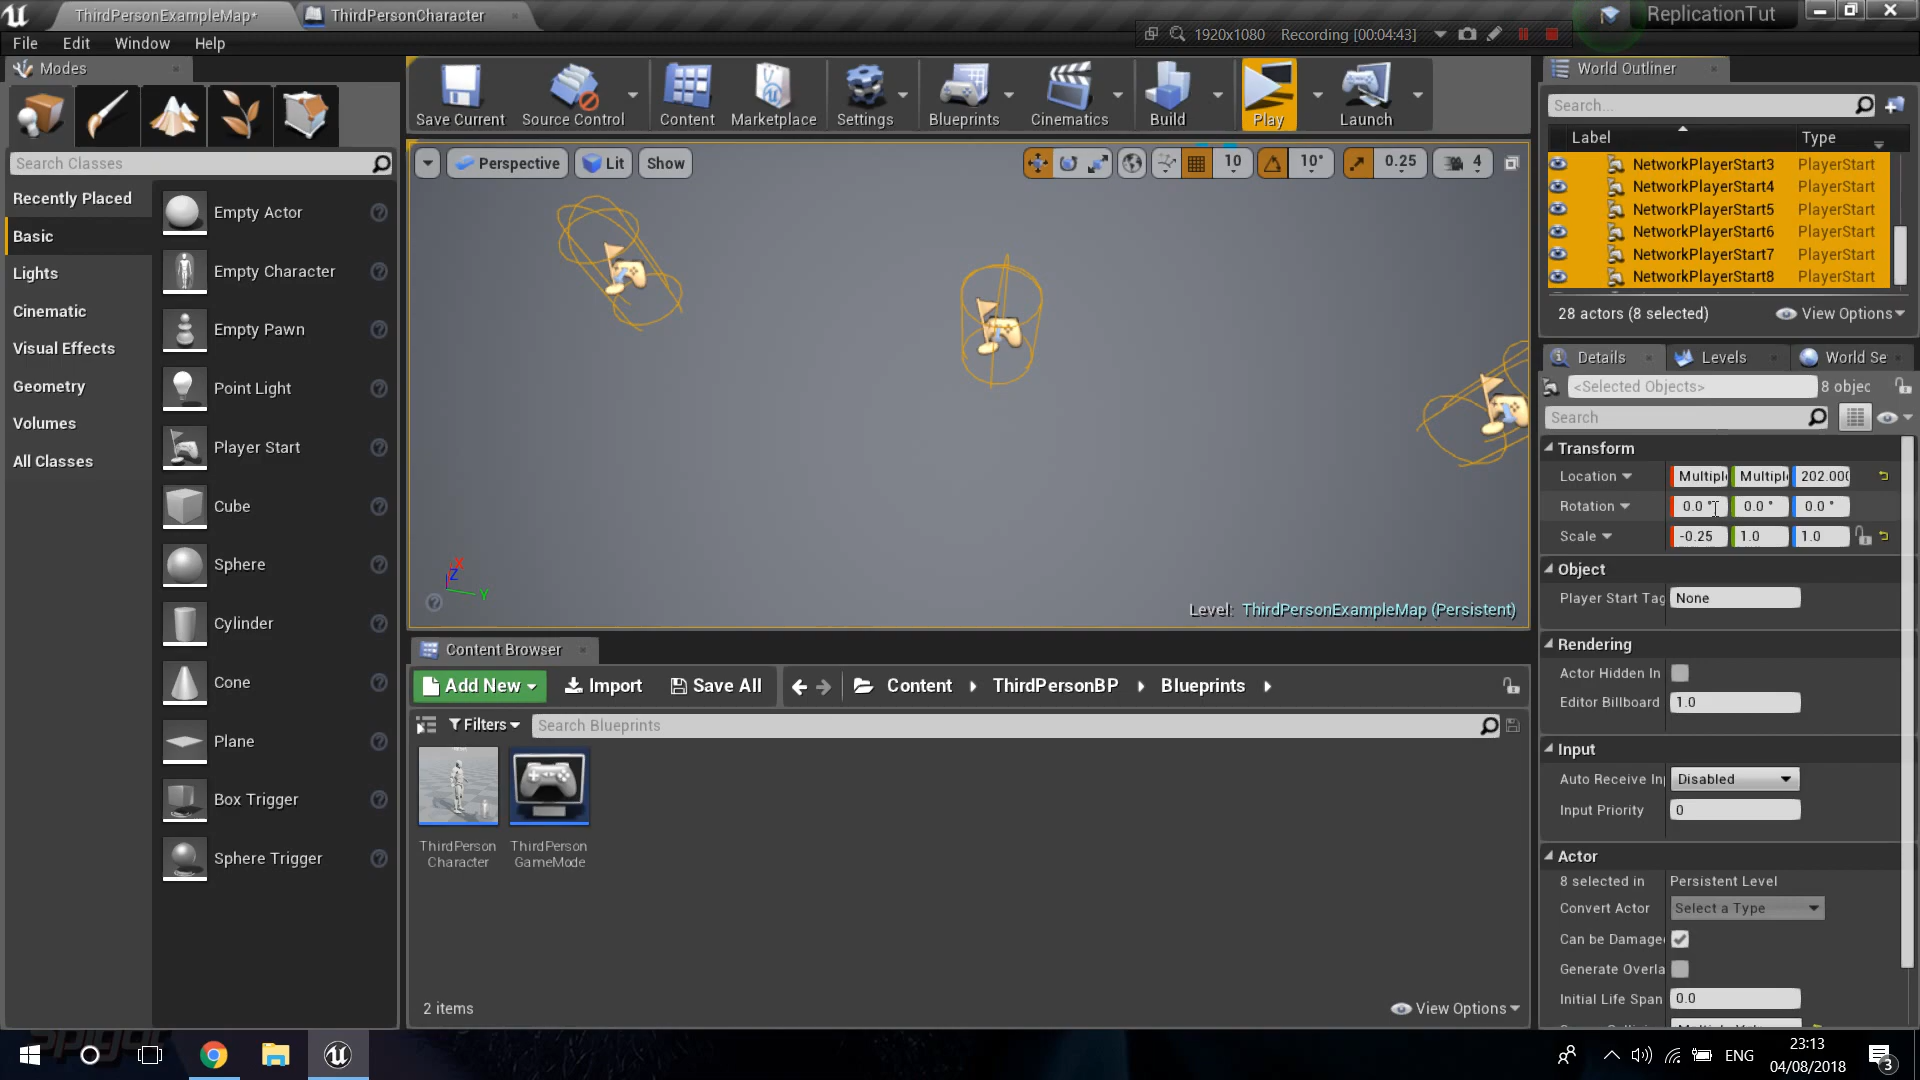 ThirdPersonExampleMap*
ThirdPersonCharacter
ReplicationTut
File Edit Window Help
1920x1080 Recording [00:04:43]
Modes
World Outliner
Save Current
Source Control
Content
Marketplace
Settings
Blueprints
Cinematics
Build
Play
Launch
Search...
Label Type
Search Classes
Perspective Lit Show
10 10° 0.25 4
NetworkPlayerStart3 PlayerStart
NetworkPlayerStart4 PlayerStart
NetworkPlayerStart5 PlayerStart
NetworkPlayerStart6 PlayerStart
NetworkPlayerStart7 PlayerStart
NetworkPlayerStart8 PlayerStart
28 actors (8 selected) View Options
Recently Placed
Basic
Lights
Cinematic
Visual Effects
Geometry
Volumes
All Classes
Empty Actor
Empty Character
Empty Pawn
Point Light
Player Start
Cube
Sphere
Cylinder
Cone
Plane
Box Trigger
Sphere Trigger
X
Z
Y
Level: ThirdPersonExampleMap (Persistent)
Details
Levels
World Se
<Selected Objects> 8 objec
Search
Transform
Location Multipl Multipl 202.000
Rotation 0.0 ° 0.0 ° 0.0 °
Scale -0.25 1.0 1.0
Object
Player Start Tag None
Rendering
Actor Hidden In
Editor Billboard 1.0
Input
Auto Receive In Disabled
Input Priority 0
Actor
8 selected in Persistent Level
Convert Actor Select a Type
Can be Damaged
Generate Overla
Initial Life Span 0.0
Content Browser
Add New Import Save All Content ThirdPersonBP Blueprints
Filters Search Blueprints
ThirdPerson
Character
ThirdPerson
GameMode
2 items View Options
ENG
23:13
04/08/2018
3